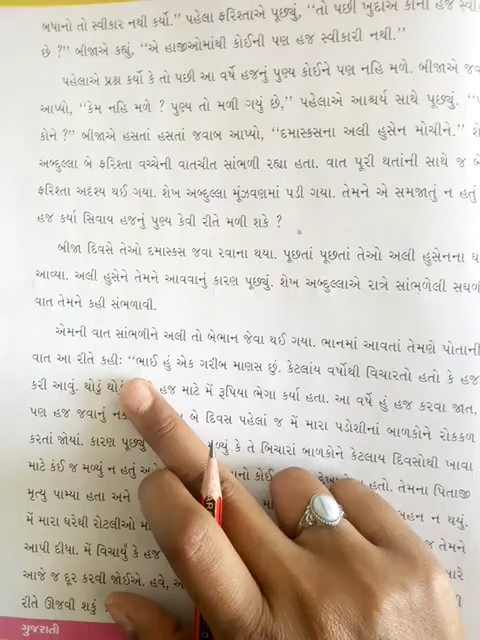 બધાનો તો સ્વીકાર નથી કર્યો.” પહેલા ફરિશ્તાએ પૂછ્યું, “તો પછી ખુદાએ કોની હજ
છે ?” બીજાએ કહ્યું, “એ હાજીઓમાંથી કોઈની પણ હજ સ્વીકારી નથી.”
પહેલાએ પ્રશ્ન કર્યો કે તો પછી આ વર્ષે હજનું પુણ્ય કોઈને પણ નહિ મળે. બીજાએ
આપ્યો, “કેમ નહિ મળે ? પુણ્ય તો મળી ગયું છે,” પહેલાએ આશ્ચર્ય સાથે પૂછ્યું.
કોને ?” બીજાએ હસતાં હસતાં જવાબ આપ્યો, “દમાસ્કસના અલી હુસેન મોચીને.”
અબ્દુલ્લા બે ફરિશ્તા વચ્ચેની વાતચીત સાંભળી રહ્યા હતા. વાત પૂરી થતાંની સાથે જ
ફરિશ્તા અદૃશ્ય થઈ ગયા. શેખ અબ્દુલ્લા મૂંઝવણમાં પડી ગયા. તેમને એ સમજાતું ન હતું
હજ કર્યા સિવાય હજનું પુણ્ય કેવી રીતે મળી શકે ?
બીજા દિવસે તેઓ દમાસ્કસ જવા રવાના થયા. પૂછતાં પૂછતાં તેઓ અલી હુસેનના
આવ્યા. અલી હુસેને તેમને આવવાનું કારણ પૂછ્યું. શેખ અબ્દુલ્લાએ રાત્રે સાંભળેલી સઘળી
વાત તેમને કહી સંભળાવી.
એમની વાત સાંભળીને અલી તો બેભાન જેવા થઈ ગયા. ભાનમાં આવતાં તેમણે પોતાની
વાત આ રીતે કહી: “ભાઈ હું એક ગરીબ માણસ છું. કેટલાંય વર્ષોથી વિચારતો હતો કે હજ
કરી આવું. થોડું થોડું હજ માટે મેં રૂપિયા ભેગા કર્યા હતા. આ વર્ષે હું હજ કરવા જાત,
પણ હજ જવાનું બે દિવસ પહેલાં જ મેં મારા પડોશીનાં બાળકોને રોકકળ
કરતાં જોયાં. કારણ કે તે બિચારાં બાળકોને કેટલાય દિવસોથી ખાવા
માટે કંઈ જ મળ્યું ન હતું કોઈ હતો. તેમના પિતાજી
મૃત્યુ પામ્યા હતા અને સહન ન થયું.
મેં મારા ઘરેથી રોટલીઓ જ તેમને
આપી દીધા. મેં વિચાર્યું કે હજ
આજે જ દૂર કરવી જોઈએ. હવે,
રીતે ઊજવી શકું
ગુજરાતી